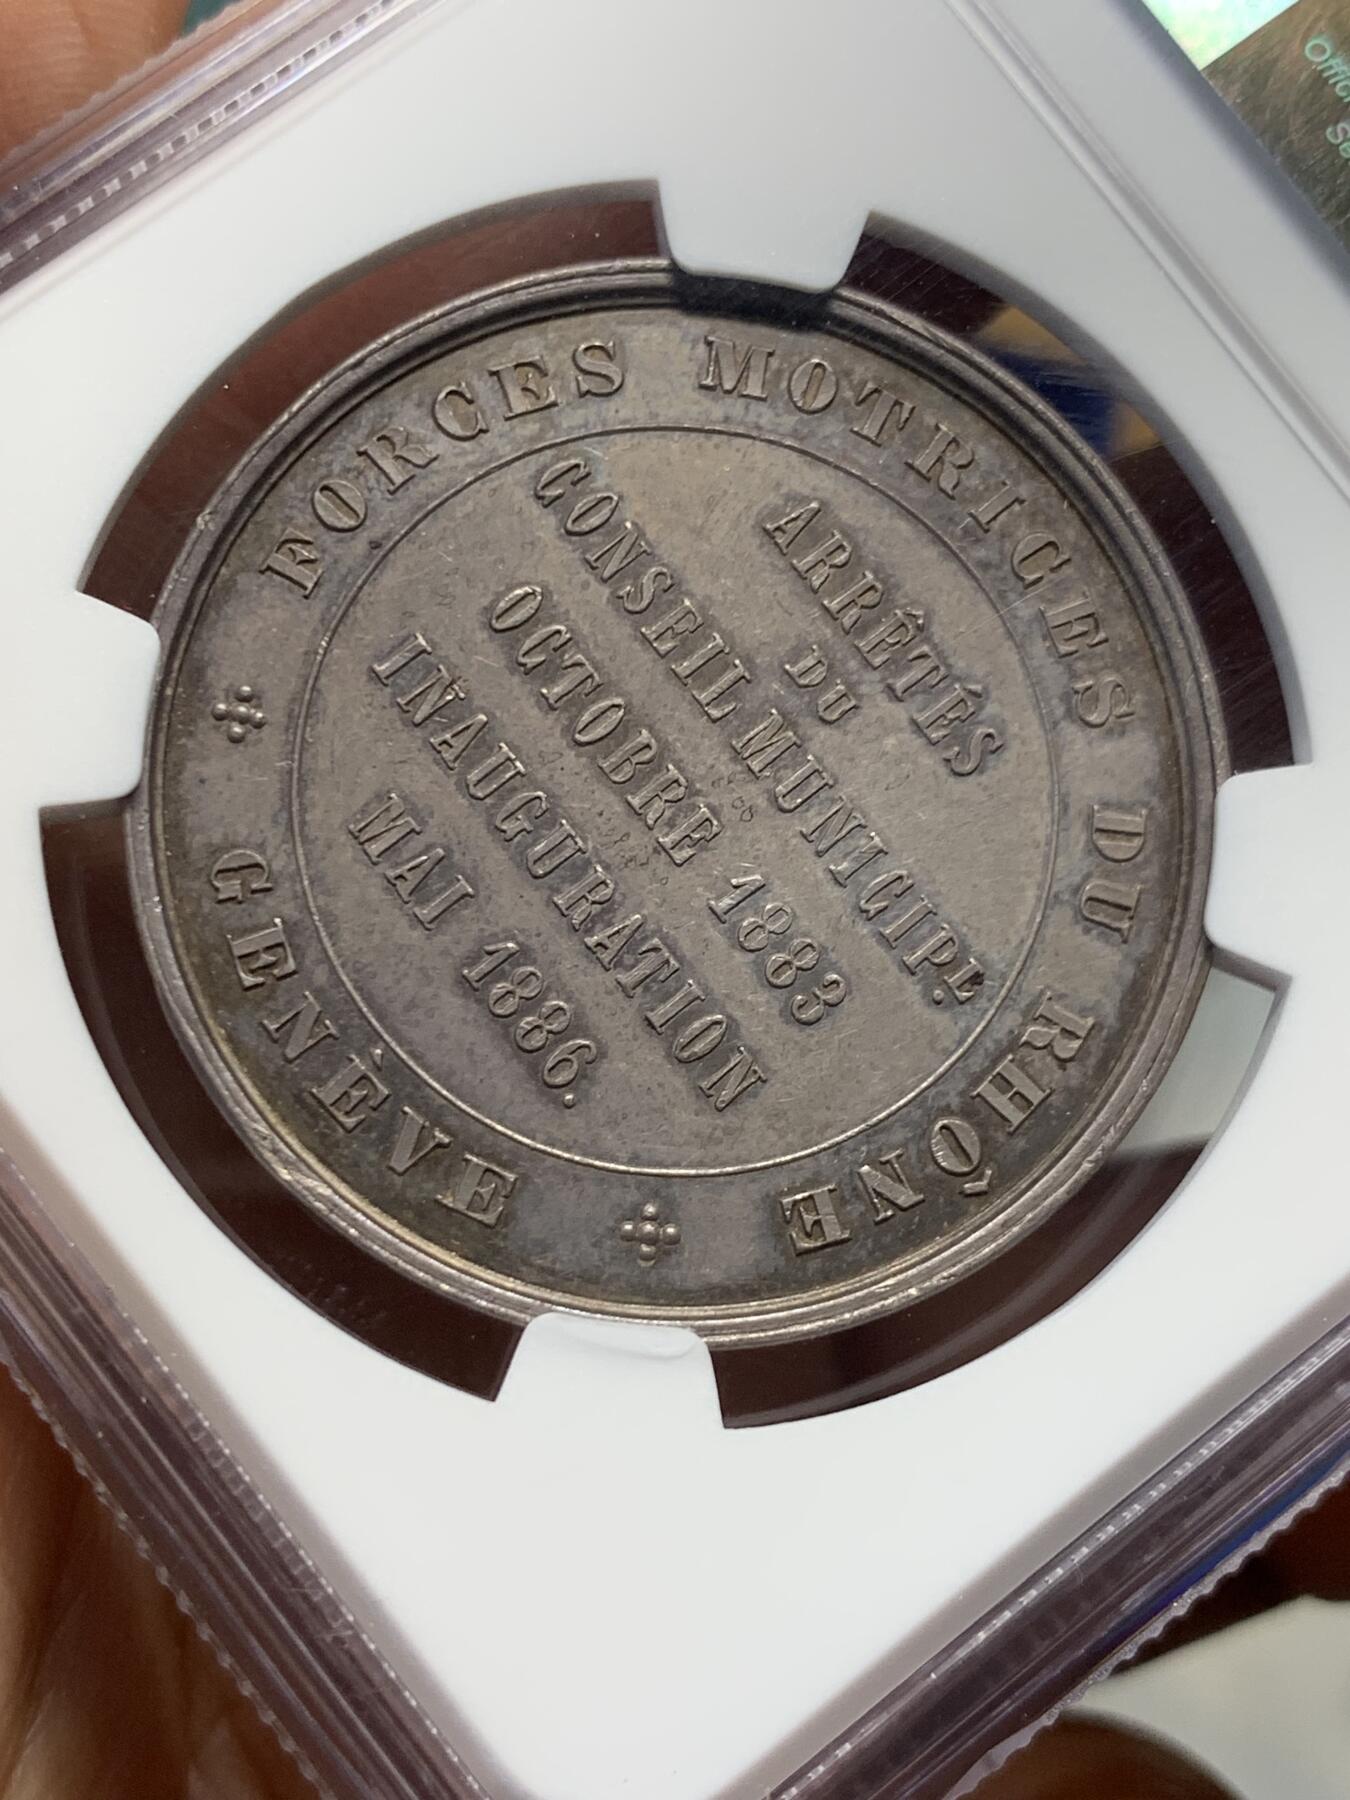 FORCES MOTRICES DU RHÔNE
GENÈVE
ARRÊTÉS
DU
CONSEIL MUNICIPL.
OCTOBRE 1883
INAUGURATION
MAI 1886.